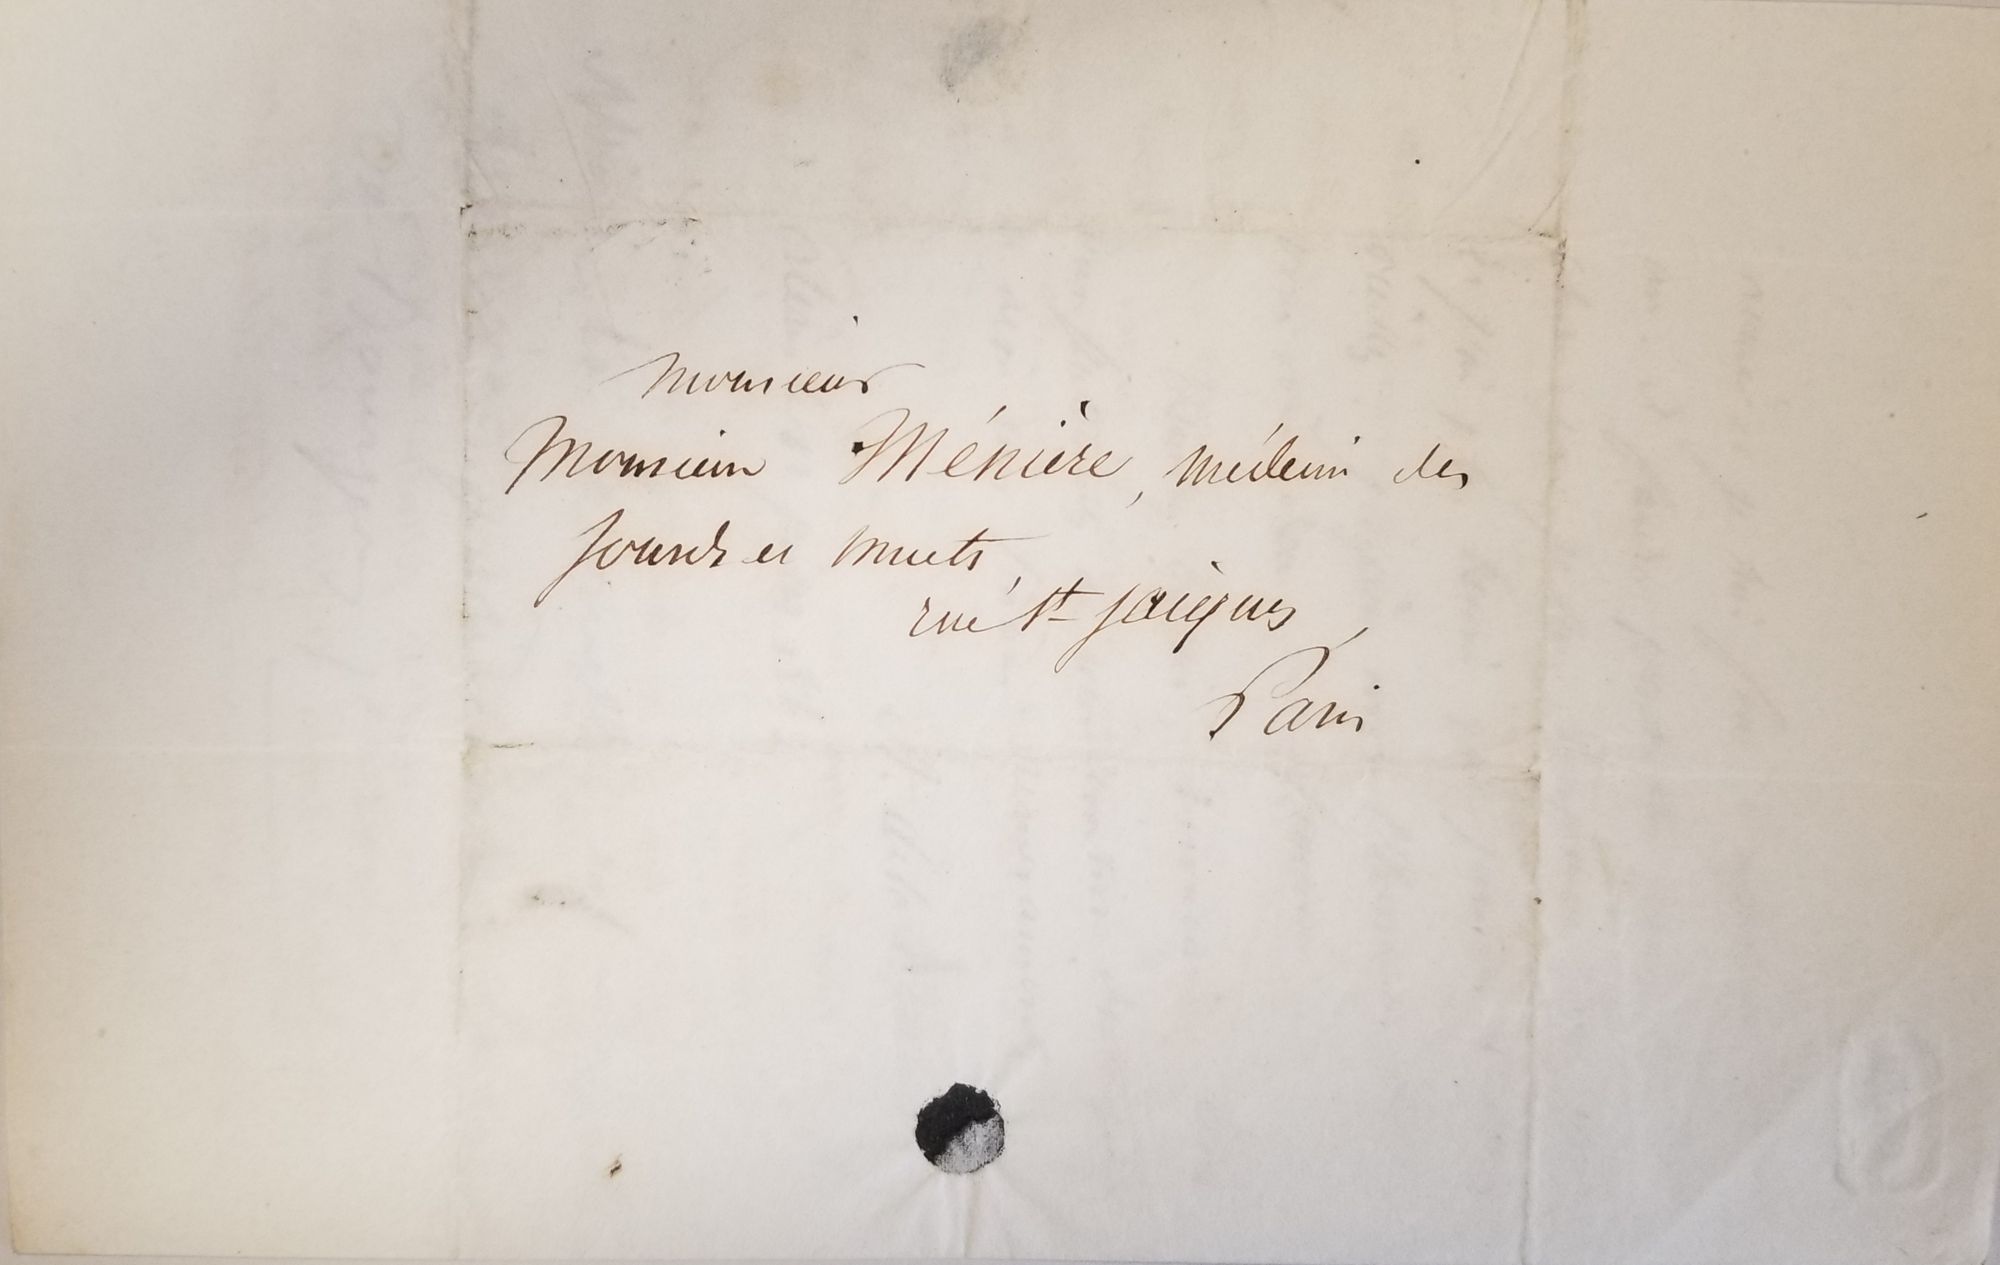 Monsieur
Monsieur Ménière, médecin des
sourds et muets,
rue St Jacques,
Paris